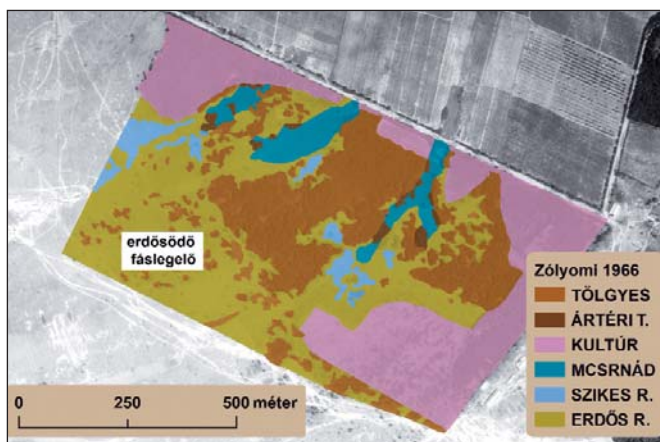 erdősödő
fáslegelő
Zólyomi 1966
TÖLGYES
ÁRTÉRI T.
KULTÚR
MCSRNÁD
SZIKES R.
ERDŐS R.
0 250 500 méter